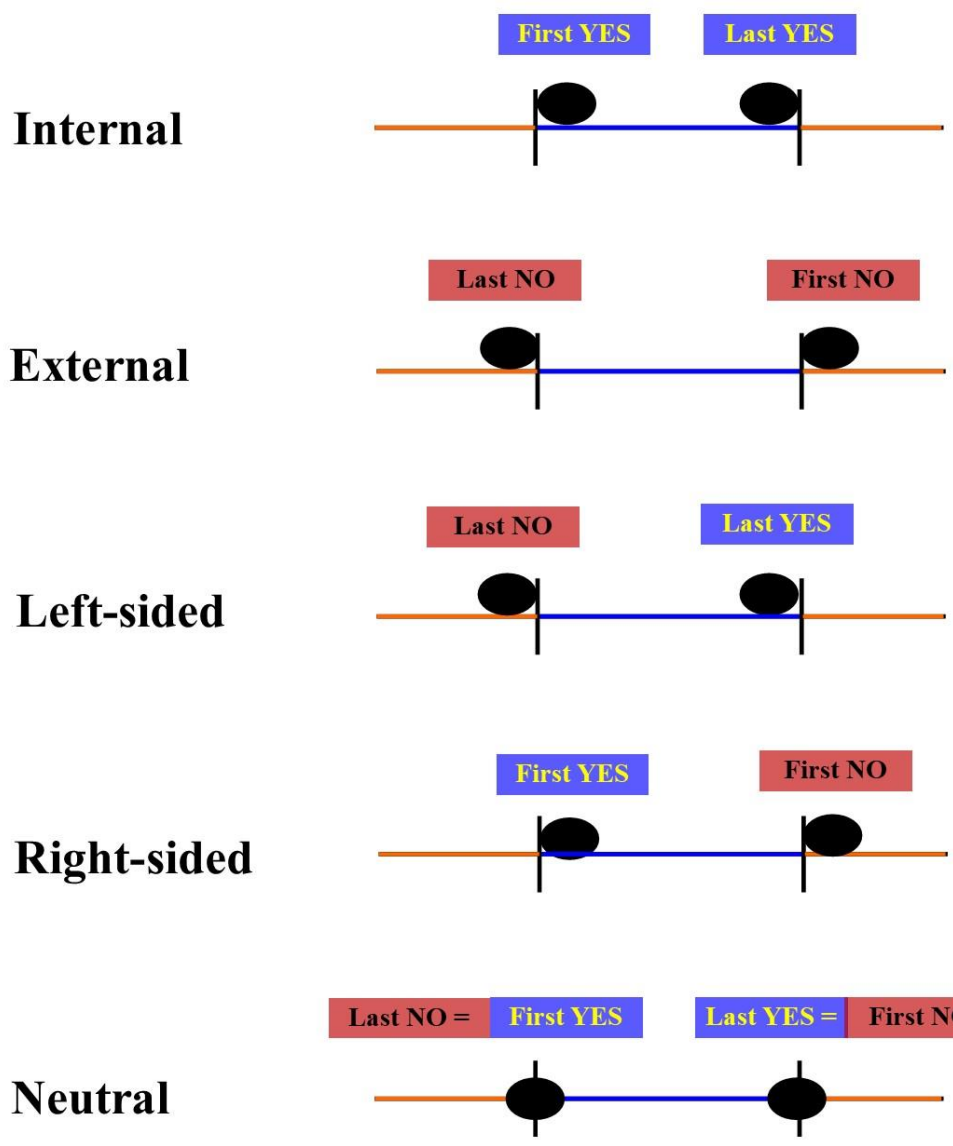 First YES Last YES
Internal
Last NO First NO
External
Last NO Last YES
Left-sided
First YES First NO
Right-sided
Last NO = First YES Last YES = First
Neutral